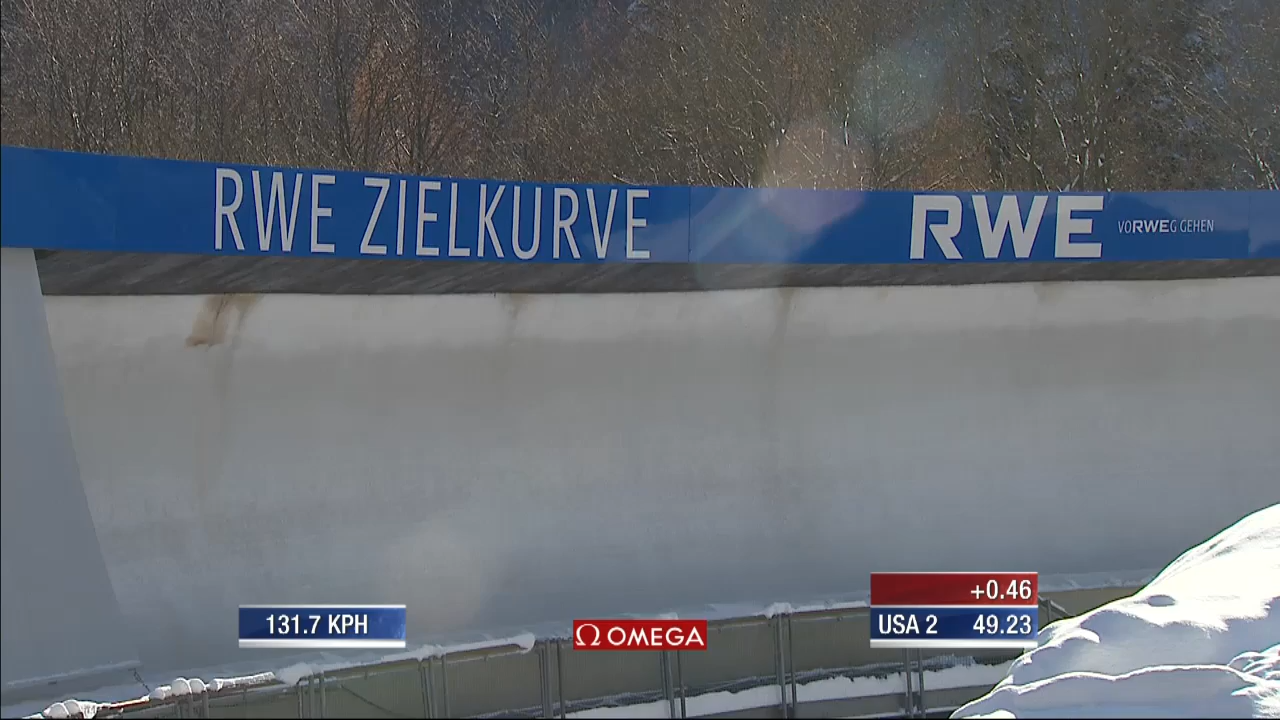 RWE ZIELKURVE
RWE VORWEG GEHEN
131.7 KPH
Ω OMEGA
+0.46
USA 2 49.23